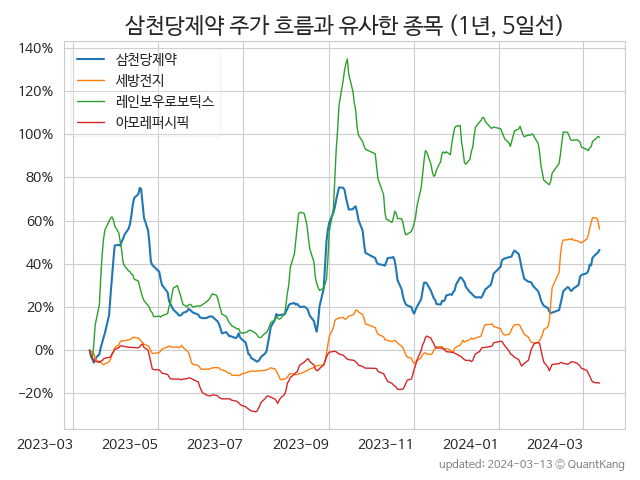 삼천당제약 주가 흐름과 유사한 종목 (1년, 5일선)
140%
120%
100%
80%
60%
40%
20%
0%
−20%
삼천당제약
세방전지
레인보우로보틱스
아모레퍼시픽
2023-03 2023-05 2023-07 2023-09 2023-11 2024-01 2024-03
updated: 2024-03-13 © QuantKang